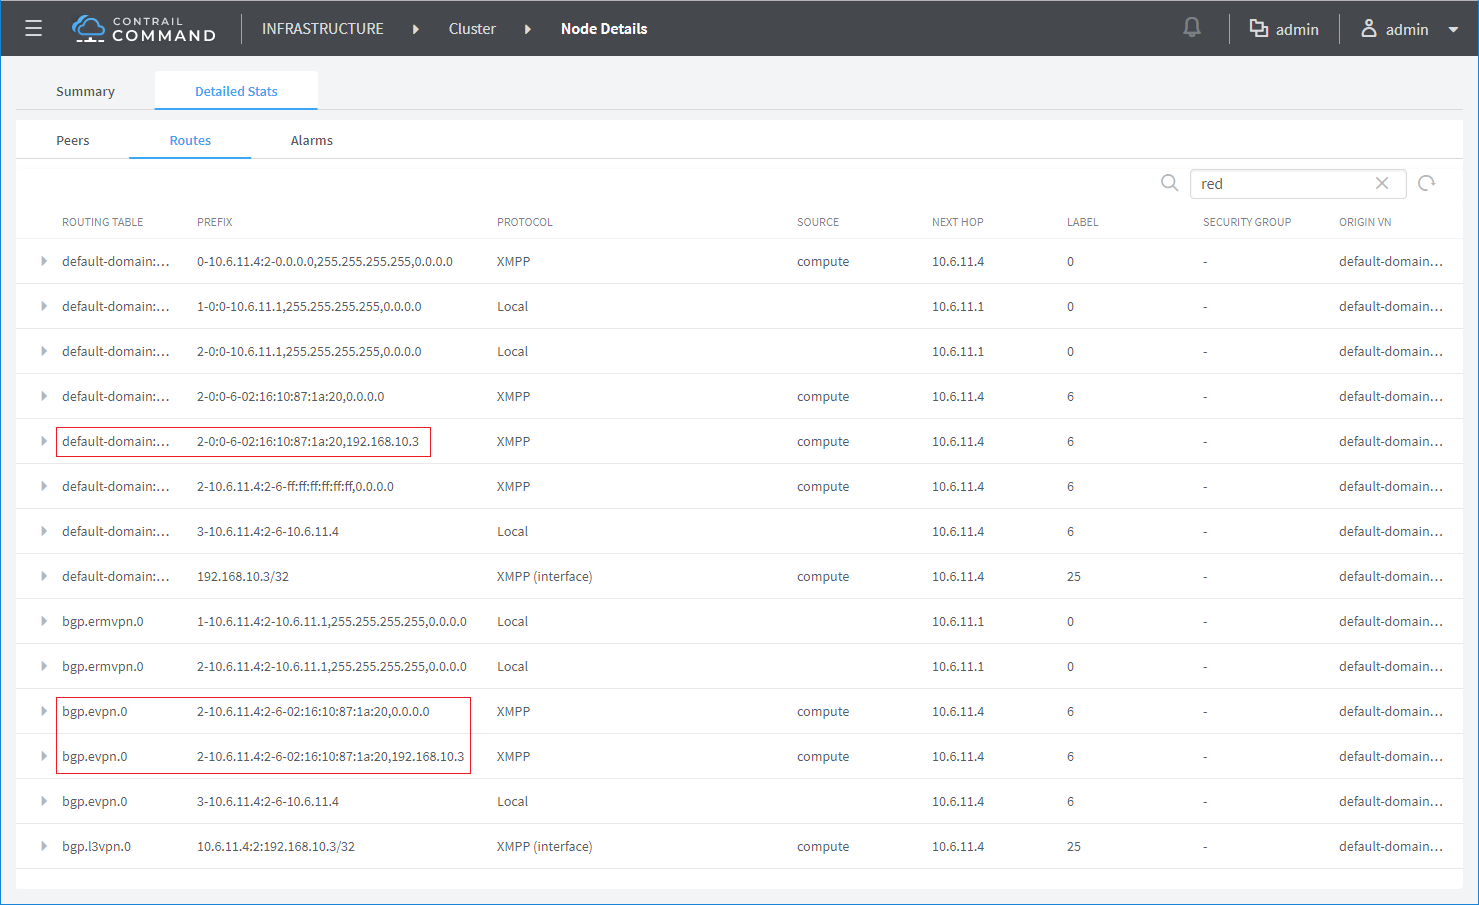 CONTRAIL COMMAND INFRASTRUCTURE Cluster Node Details admin admin
Summary Detailed Stats
Peers Routes Alarms
red
ROUTING TABLE PREFIX PROTOCOL SOURCE NEXT HOP LABEL SECURITY GROUP ORIGIN VN
default-domain:... 0-10.6.11.4:2-0.0.0.0,255.255.255.255,0.0.0.0 XMPP compute 10.6.11.4 0 - default-domain...
default-domain:... 1-0:0-10.6.11.1,255.255.255.255,0.0.0.0 Local 10.6.11.1 0 - default-domain...
default-domain:... 2-0:0-10.6.11.1,255.255.255.255,0.0.0.0 Local 10.6.11.1 0 - default-domain...
default-domain:... 2-0:0-6-02:16:10:87:1a:20,0.0.0.0 XMPP compute 10.6.11.4 6 - default-domain...
default-domain:... 2-0:0-6-02:16:10:87:1a:20,192.168.10.3 XMPP compute 10.6.11.4 6 - default-domain...
default-domain:... 2-10.6.11.4:2-6-ff:ff:ff:ff:ff:ff,0.0.0.0 XMPP compute 10.6.11.4 6 - default-domain...
default-domain:... 3-10.6.11.4:2-6-10.6.11.4 Local 10.6.11.4 6 - default-domain...
default-domain:... 192.168.10.3/32 XMPP (interface) compute 10.6.11.4 25 - default-domain...
bgp.ermvpn.0 1-10.6.11.4:2-10.6.11.1,255.255.255.255,0.0.0.0 Local 10.6.11.1 0 - default-domain...
bgp.ermvpn.0 2-10.6.11.4:2-10.6.11.1,255.255.255.255,0.0.0.0 Local 10.6.11.1 0 - default-domain...
bgp.evpn.0 2-10.6.11.4:2-6-02:16:10:87:1a:20,0.0.0.0 XMPP compute 10.6.11.4 6 - default-domain...
bgp.evpn.0 2-10.6.11.4:2-6-02:16:10:87:1a:20,192.168.10.3 XMPP compute 10.6.11.4 6 - default-domain...
bgp.evpn.0 3-10.6.11.4:2-6-10.6.11.4 Local 10.6.11.4 6 - default-domain...
bgp.l3vpn.0 10.6.11.4:2:192.168.10.3/32 XMPP (interface) compute 10.6.11.4 25 - default-domain...